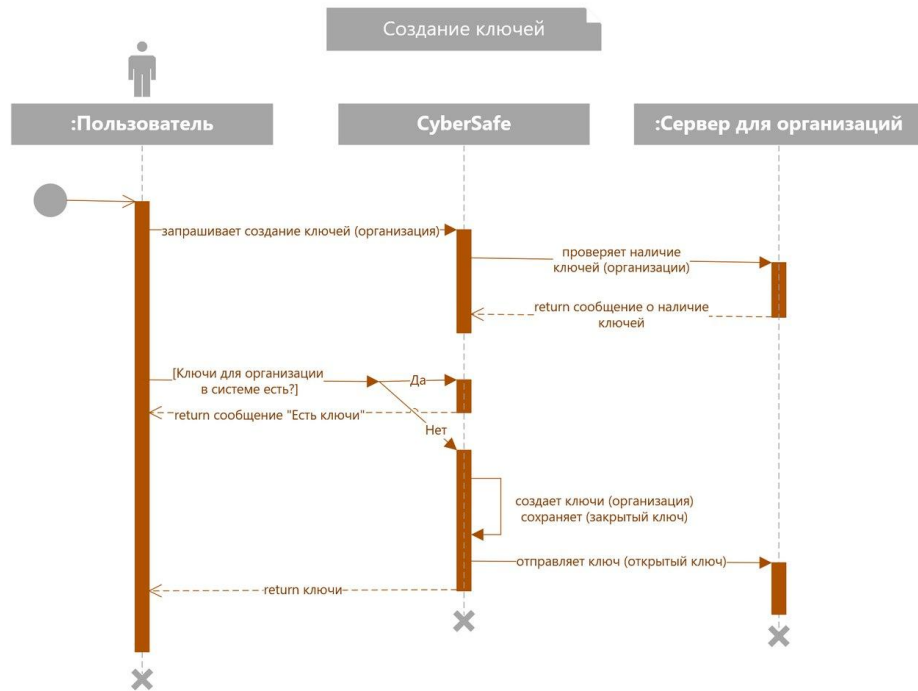 Создание ключей
:Пользователь
CyberSafe
:Сервер для организаций
запрашивает создание ключей (организация)
проверяет наличие
ключей (организации)
return сообщение о наличие
ключей
[Ключи для организации
в системе есть?]
Да
return сообщение "Есть ключи"
Нет
создает ключи (организация)
сохраняет (закрытый ключ)
отправляет ключ (открытый ключ)
return ключи